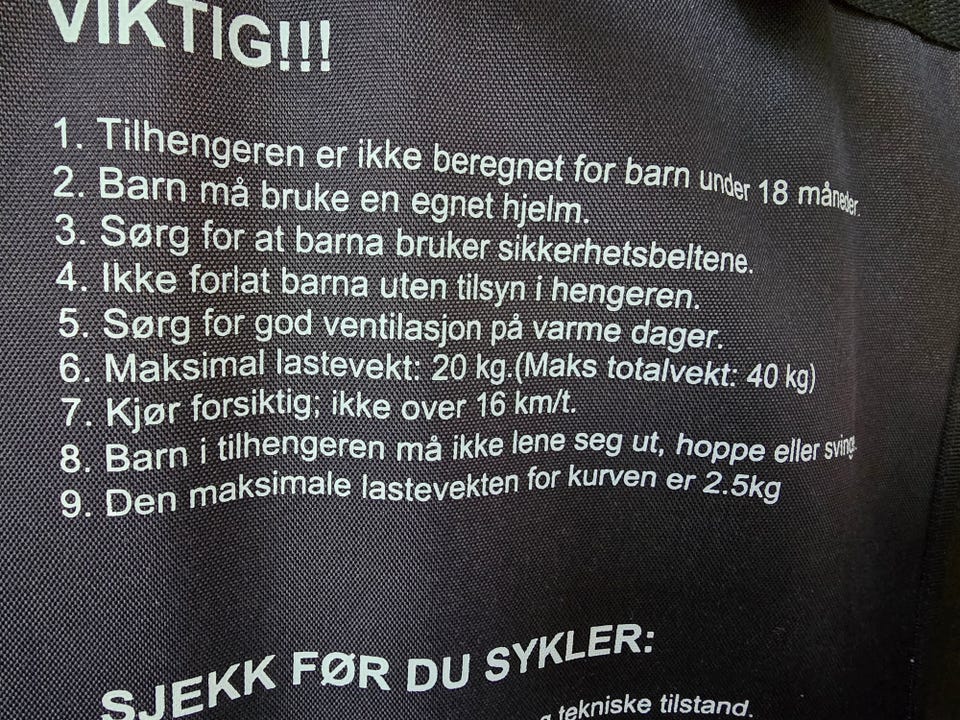 VIKTIG!!!
1. Tilhengeren er ikke beregnet for barn under 18 måneder.
2. Barn må bruke en egnet hjelm.
3. Sørg for at barna bruker sikkerhetsbeltene.
4. Ikke forlat barna uten tilsyn i hengeren.
5. Sørg for god ventilasjon på varme dager.
6. Maksimal lastevekt: 20 kg.(Maks totalvekt: 40 kg)
7. Kjør forsiktig; ikke over 16 km/t.
8. Barn i tilhengeren må ikke lene seg ut, hoppe eller svinge.
9. Den maksimale lastevekten for kurven er 2.5kg
SJEKK FØR DU SYKLER:
tekniske tilstand.